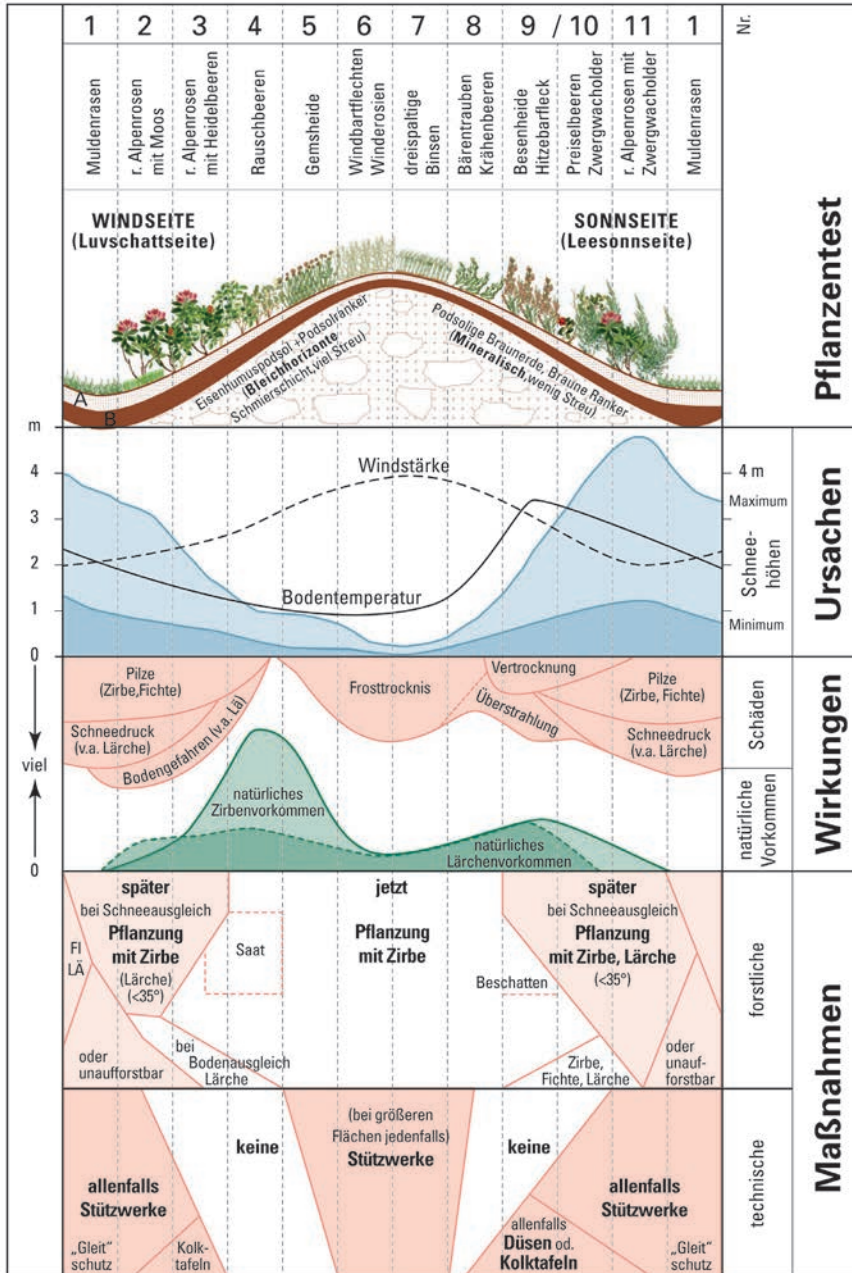 1 2 3 4 5 6 7 8 9 / 10 11 1 Nr.
Muldenrasen
r. Alpenrosen
mit Moos
r. Alpenrosen
mit Heidelbeeren
Rauschbeeren
Gemsheide
Windbartflechten
Winderosien
dreispaltige
Binsen
Bärentrauben
Krähenbeeren
Besenheide
Hitzebarfleck
Preiselbeeren
Zwergwacholder
r. Alpenrosen mit
Zwergwacholder
Muldenrasen
WINDSEITE
(Luvschattseite)
SONNSEITE
(Leesonnseite)
Eisenhumuspodsol +Podsolranker
(Bleichhorizonte
Schmierschicht,viel Streu)
Podsolige Braunerde, Braune Ranker
(Mineralisch,wenig Streu)
A
B
Pflanzentest
m
4
3
2
1
0
Windstärke
Bodentemperatur
4 m
Maximum
Schnee-
höhen
Minimum
Ursachen
Pilze
(Zirbe,Fichte)
Schneedruck
(v.a. Lärche)
Bodengefahren (v.a. Lä)
Frosttrocknis
Vertrocknung
Überstrahlung
Pilze
(Zirbe, Fichte)
Schneedruck
(v.a. Lärche)
Schäden
viel
0
natürliches
Zirbenvorkommen
natürliches
Lärchenvorkommen
natürliche
Vorkommen
Wirkungen
später
bei Schneeausgleich
Pflanzung
mit Zirbe
(Lärche)
(<35°)
FI
LÄ
oder
unaufforstbar
Saat
bei
Bodenausgleich
Lärche
jetzt
Pflanzung
mit Zirbe
später
bei Schneeausgleich
Pflanzung
mit Zirbe, Lärche
(<35°)
Beschatten
Zirbe,
Fichte, Lärche
oder
unauf-
forstbar
forstliche
allenfalls
Stützwerke
„Gleit"
schutz
Kolk-
tafeln
keine
(bei größeren
Flächen jedenfalls)
Stützwerke
keine
allenfalls
Düsen od.
Kolktafeln
allenfalls
Stützwerke
„Gleit"
schutz
technische
Maßnahmen